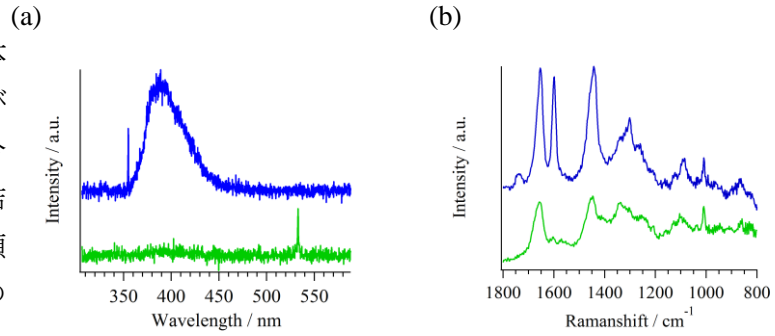 (a)
Intensity / a.u.
350 400 450 500 550
Wavelength / nm
(b)
Intensity / a.u.
1800 1600 1400 1200 1000 800
Ramanshift / cm-1